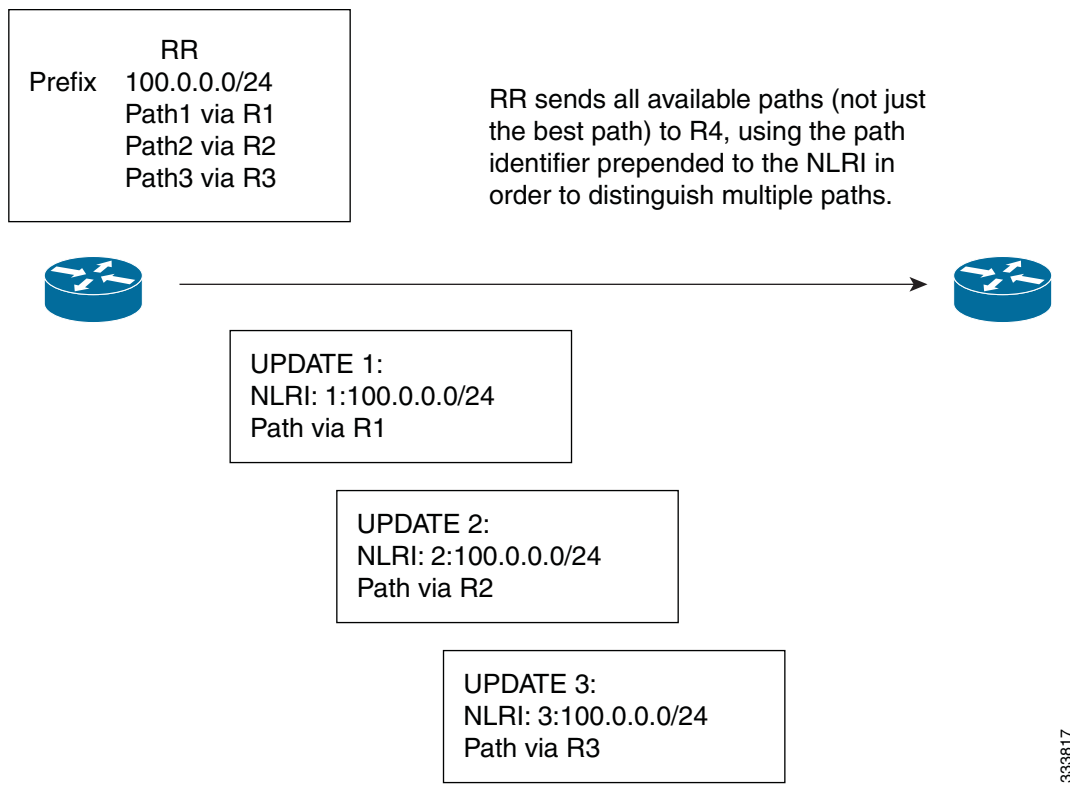 RR
Prefix 100.0.0.0/24
Path1 via R1
Path2 via R2
Path3 via R3
RR sends all available paths (not just
the best path) to R4, using the path
identifier prepended to the NLRI in
order to distinguish multiple paths.
UPDATE 1:
NLRI: 1:100.0.0.0/24
Path via R1
UPDATE 2:
NLRI: 2:100.0.0.0/24
Path via R2
UPDATE 3:
NLRI: 3:100.0.0.0/24
Path via R3
333817